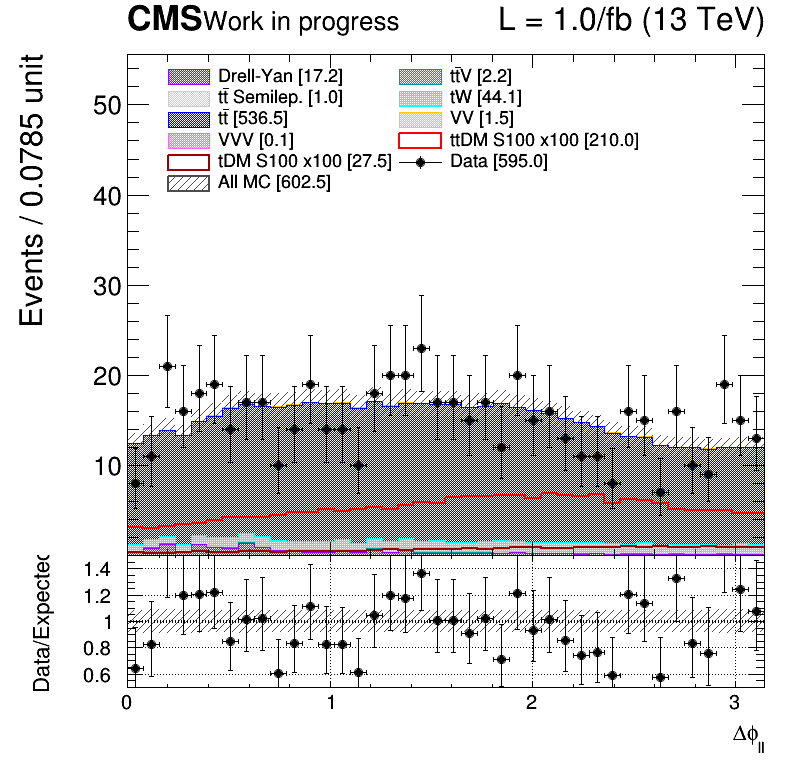 CMS Work in progress L = 1.0/fb (13 TeV)
Drell-Yan [17.2] tt̄V [2.2]
tt̄ Semilep. [1.0] tW [44.1]
tt̄ [536.5] VV [1.5]
VVV [0.1] ttDM S100 x100 [210.0]
tDM S100 x100 [27.5] Data [595.0]
All MC [602.5]
Events / 0.0785 unit
50
40
30
20
10
Data/Expected
1.4
1.2
1
0.8
0.6
0 1 2 3
Δϕll